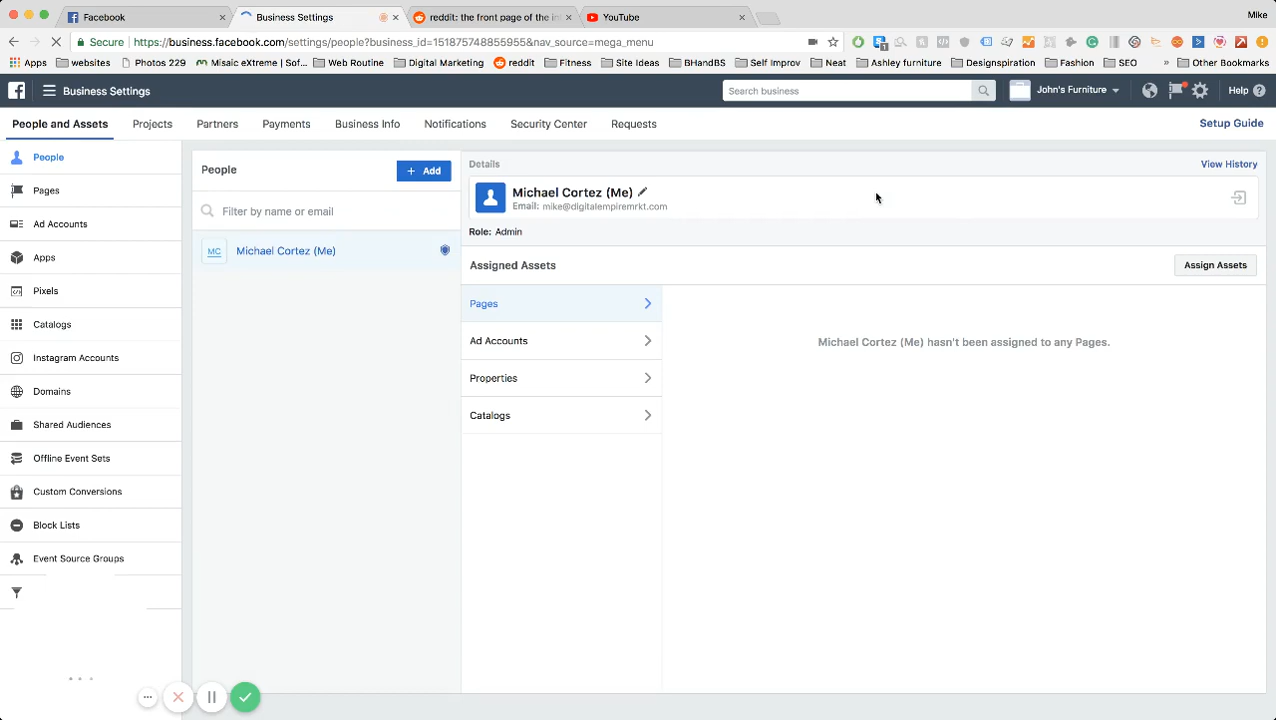 Facebook
Business Settings
reddit: the front page of the in
YouTube
Mike
Secure https://business.facebook.com/settings/people?business_id=151875748855955&nav_source=mega_menu
Apps websites Photos 229 Misaic eXtreme | Sof... Web Routine Digital Marketing reddit Fitness Site Ideas BHandBS Self Improv Neat Ashley furniture Designspiration Fashion SEO » Other Bookmarks
Business Settings
Search business
John's Furniture
Help
People and Assets Projects Partners Payments Business Info Notifications Security Center Requests Setup Guide
People
Pages
Ad Accounts
Apps
Pixels
Catalogs
Instagram Accounts
Domains
Shared Audiences
Offline Event Sets
Custom Conversions
Block Lists
Event Source Groups
People
+ Add
Filter by name or email
MC Michael Cortez (Me)
Details
View History
Michael Cortez (Me)
Email: mike@digitalempiremrkt.com
Role: Admin
Assigned Assets
Assign Assets
Pages
Ad Accounts
Properties
Catalogs
Michael Cortez (Me) hasn't been assigned to any Pages.